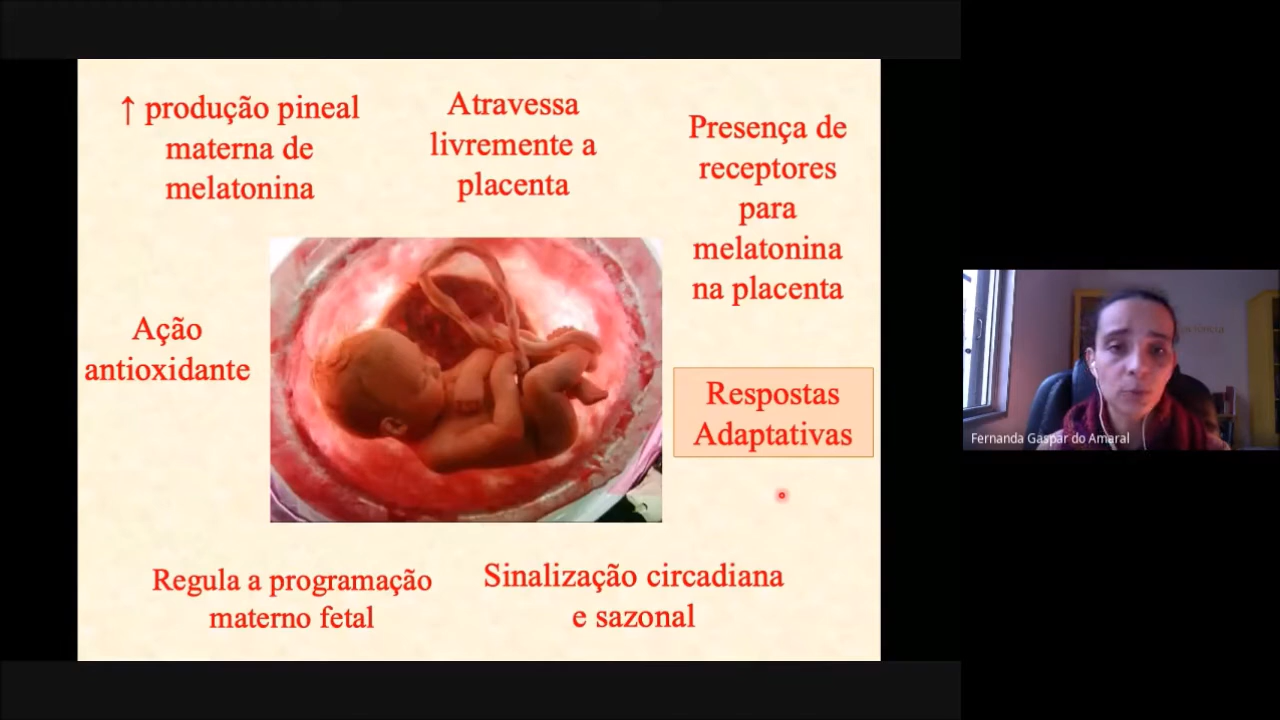 ↑ produção pineal
materna de
melatonina
Atravessa
livremente a
placenta
Presença de
receptores
para
melatonina
na placenta
Ação
antioxidante
Respostas
Adaptativas
Regula a programação
materno fetal
Sinalização circadiana
e sazonal
Fernanda Gaspar do Amaral